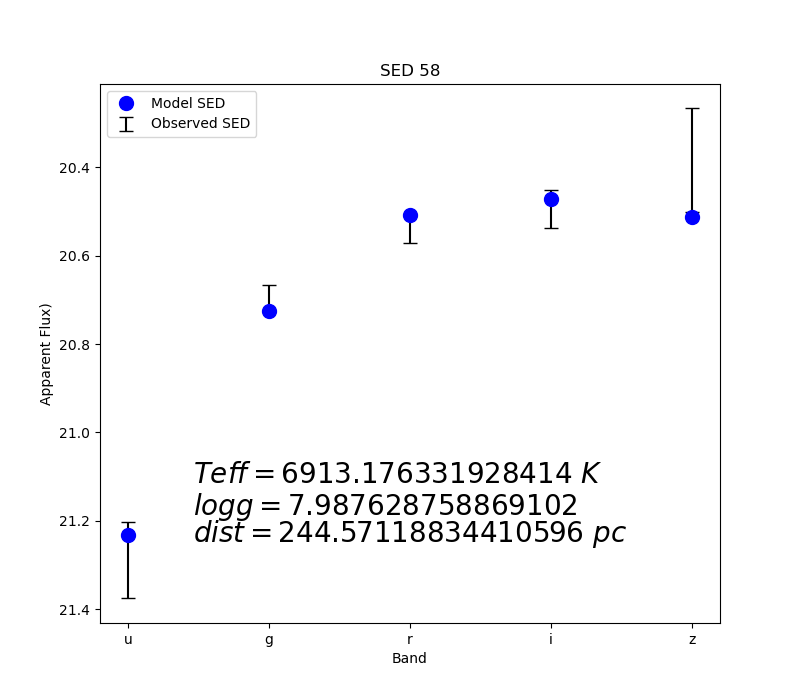 SED 58
Model SED
Observed SED
20.4
20.6
20.8
21.0
21.2
21.4
Apparent Flux)
Teff = 6913.176331928414 K
logg = 7.987628758869102
dist = 244.57118834410596 pc
u g r i z
Band